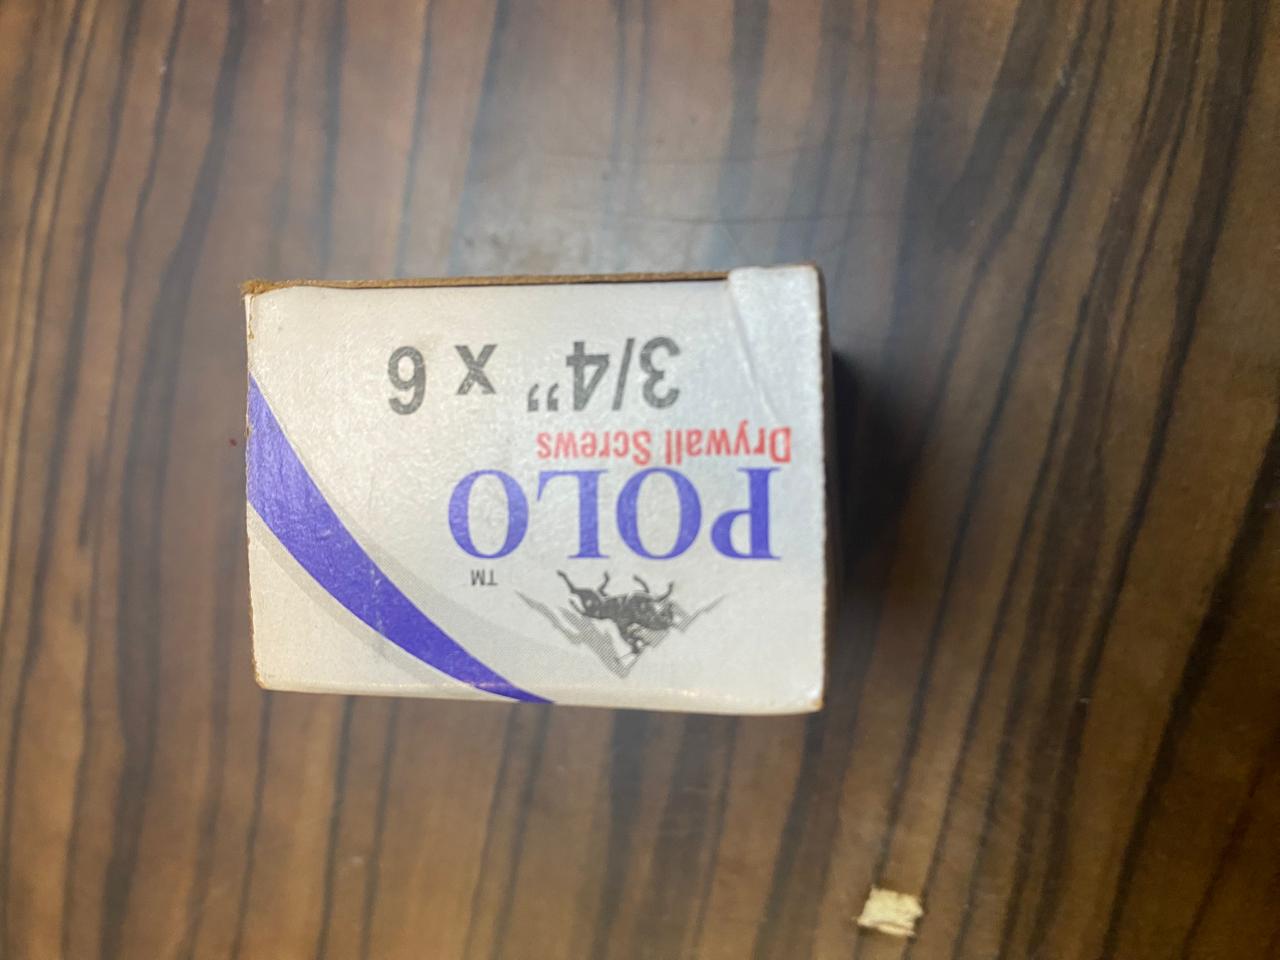 TM
POLO
Drywall Screws
3/4” x 6